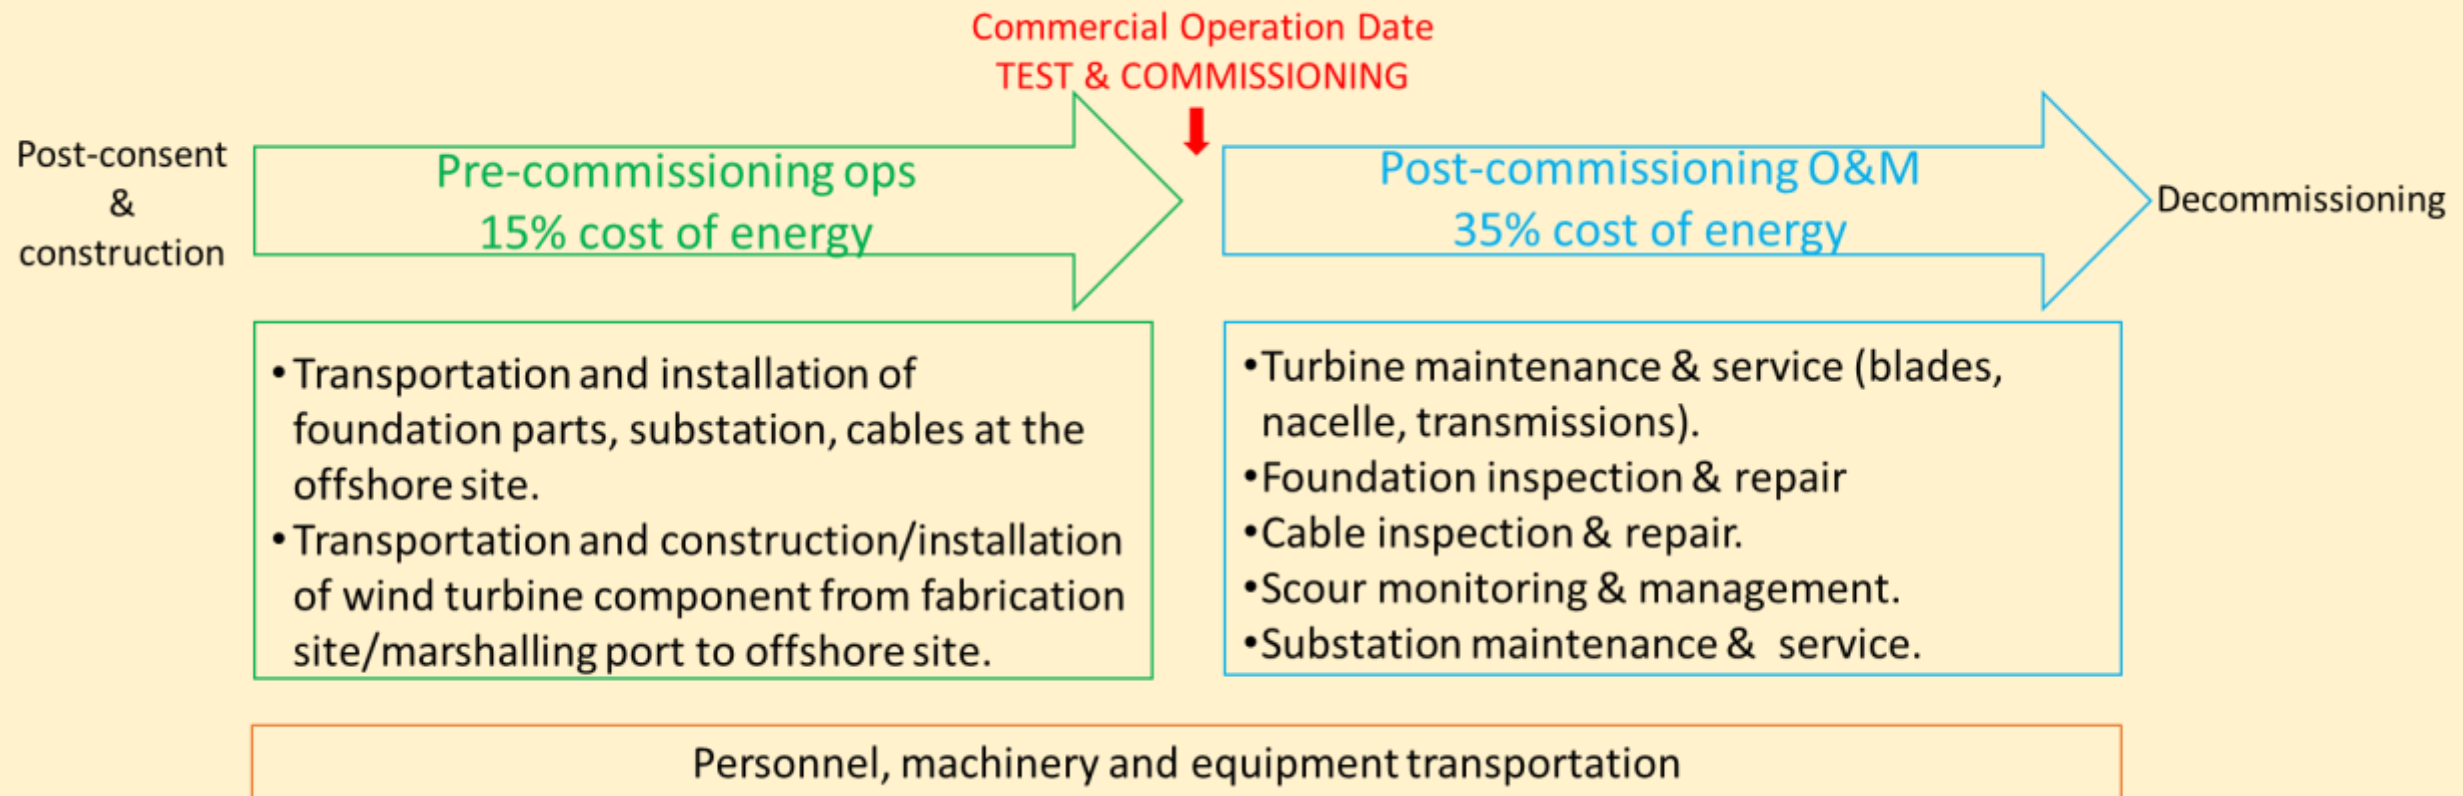 Commercial Operation Date
TEST & COMMISSIONING
Post-consent
&
construction
Pre-commissioning ops
15% cost of energy
Post-commissioning O&M
35% cost of energy
Decommissioning
•Transportation and installation of
foundation parts, substation, cables at the
offshore site.
•Transportation and construction/installation
of wind turbine component from fabrication
site/marshalling port to offshore site.
•Turbine maintenance & service (blades,
nacelle, transmissions).
•Foundation inspection & repair
•Cable inspection & repair.
•Scour monitoring & management.
•Substation maintenance & service.
Personnel, machinery and equipment transportation